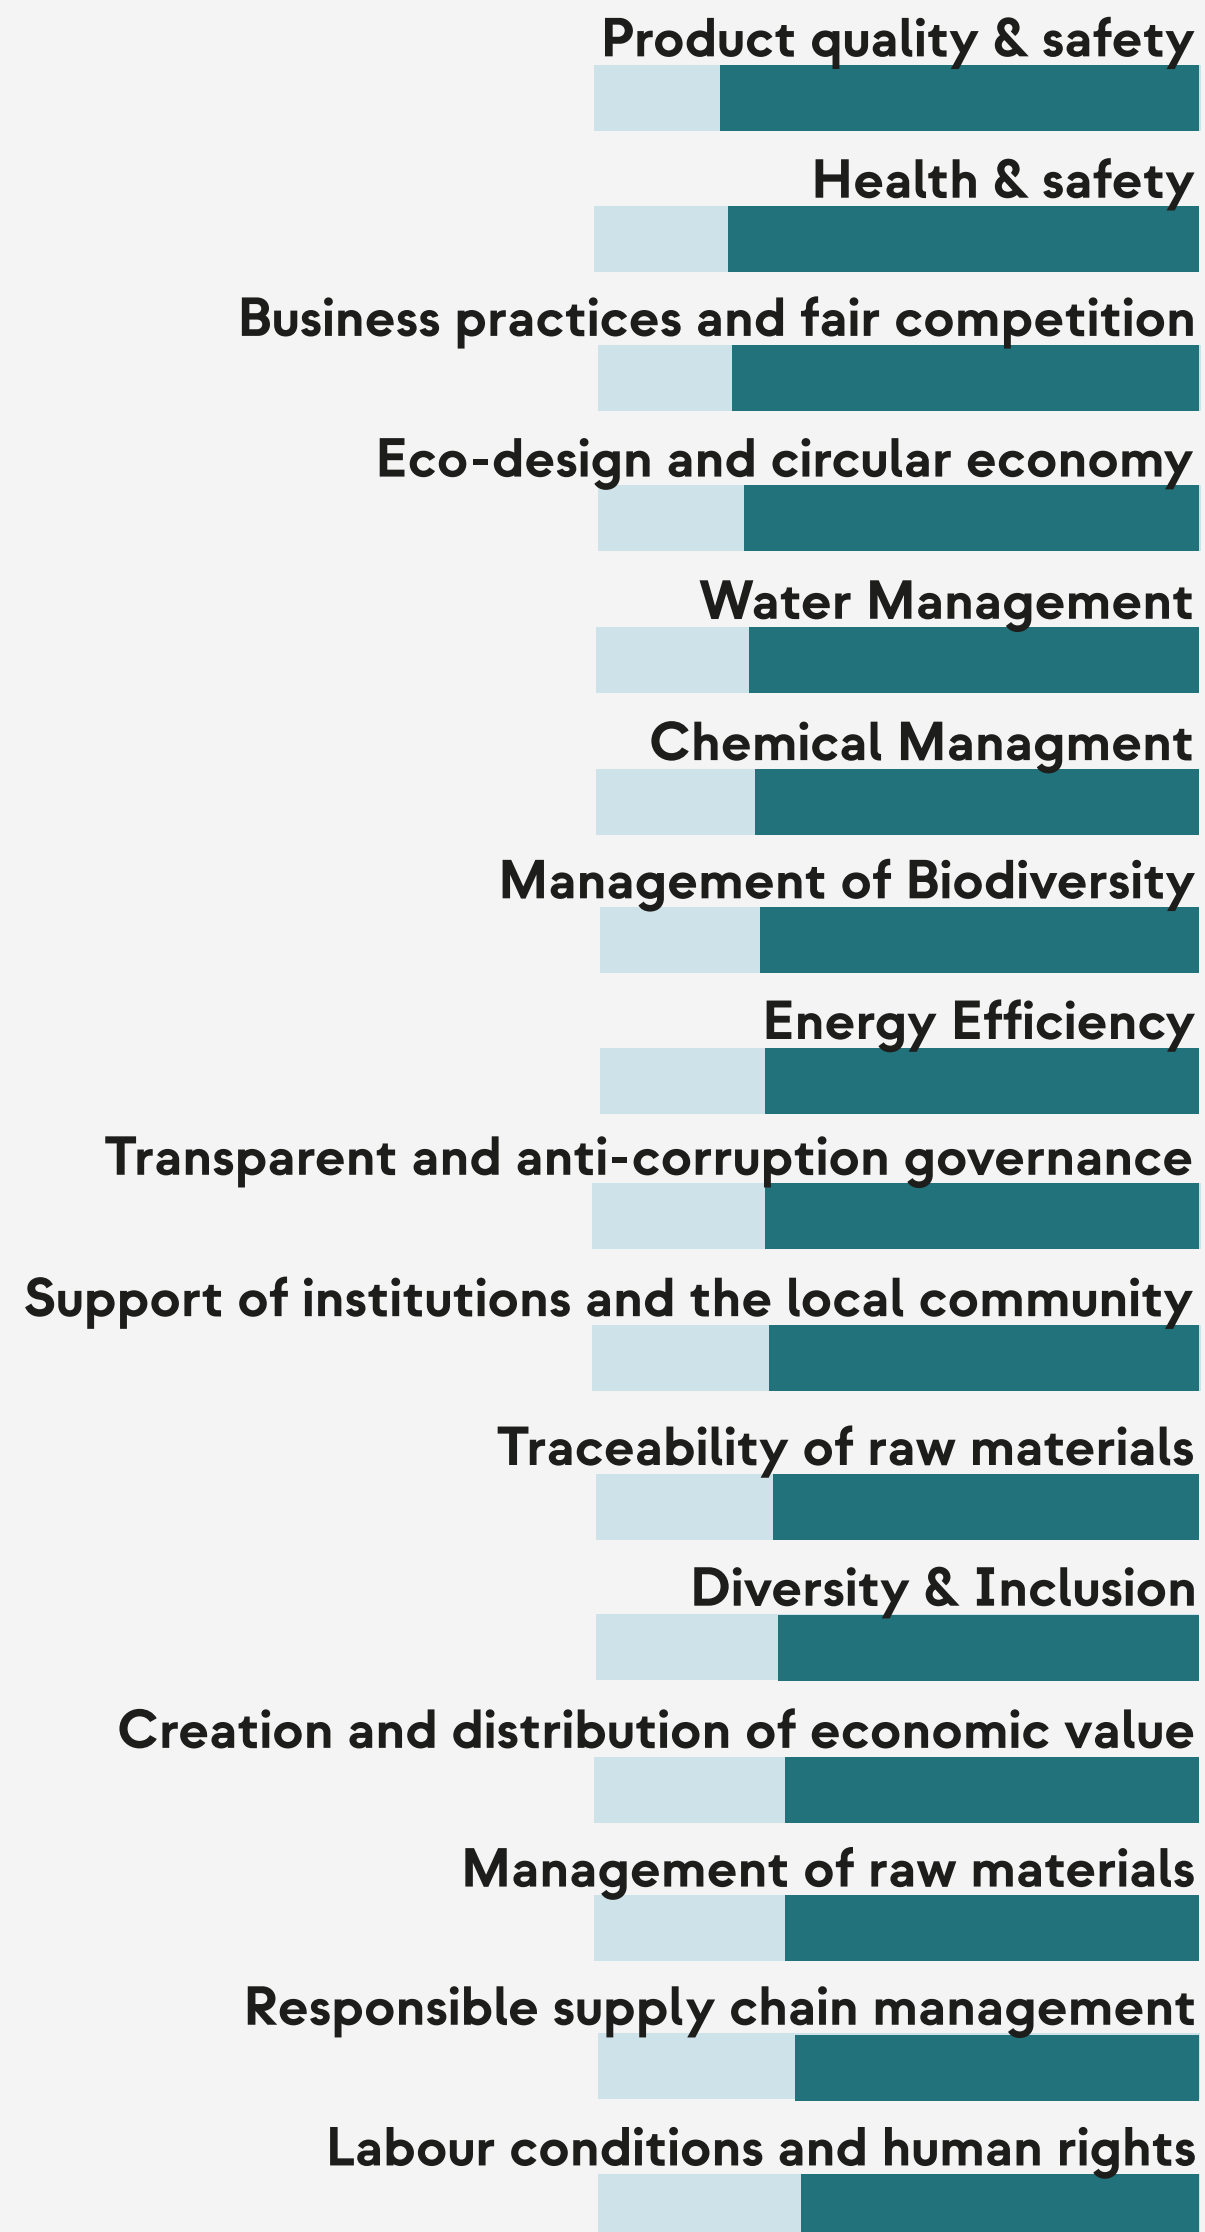 Product quality & safety
Health & safety
Business practices and fair competition
Eco-design and circular economy
Water Management
Chemical Managment
Management of Biodiversity
Energy Efficiency
Transparent and anti-corruption governance
Support of institutions and the local community
Traceability of raw materials
Diversity & Inclusion
Creation and distribution of economic value
Management of raw materials
Responsible supply chain management
Labour conditions and human rights